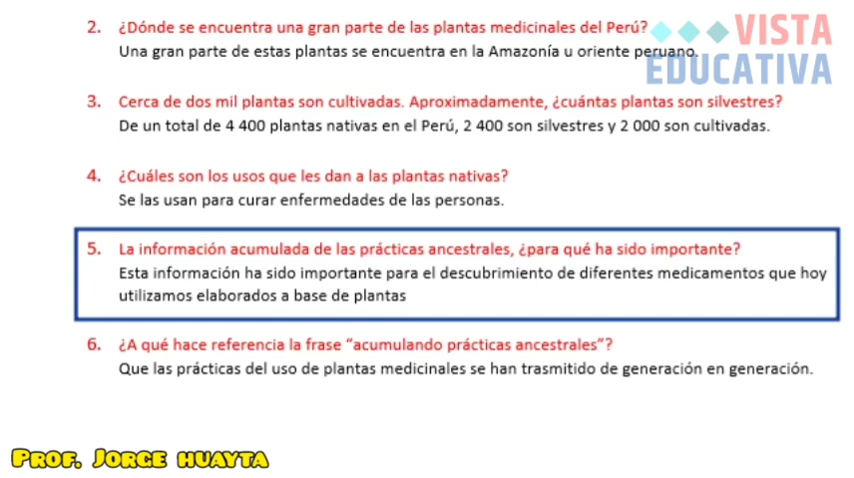 2. ¿Dónde se encuentra una gran parte de las plantas medicinales del Perú?
VISTA
Una gran parte de estas plantas se encuentra en la Amazonía u oriente peruano.
EDUCATIVA
3. Cerca de dos mil plantas son cultivadas. Aproximadamente, ¿cuántas plantas son silvestres?
De un total de 4 400 plantas nativas en el Perú, 2 400 son silvestres y 2 000 son cultivadas.
4. ¿Cuáles son los usos que les dan a las plantas nativas?
Se las usan para curar enfermedades de las personas.
5. La información acumulada de las prácticas ancestrales, ¿para qué ha sido importante?
Esta información ha sido importante para el descubrimiento de diferentes medicamentos que hoy
utilizamos elaborados a base de plantas
6. ¿A qué hace referencia la frase “acumulando prácticas ancestrales”?
Que las prácticas del uso de plantas medicinales se han trasmitido de generación en generación.
Prof. Jorge huayta